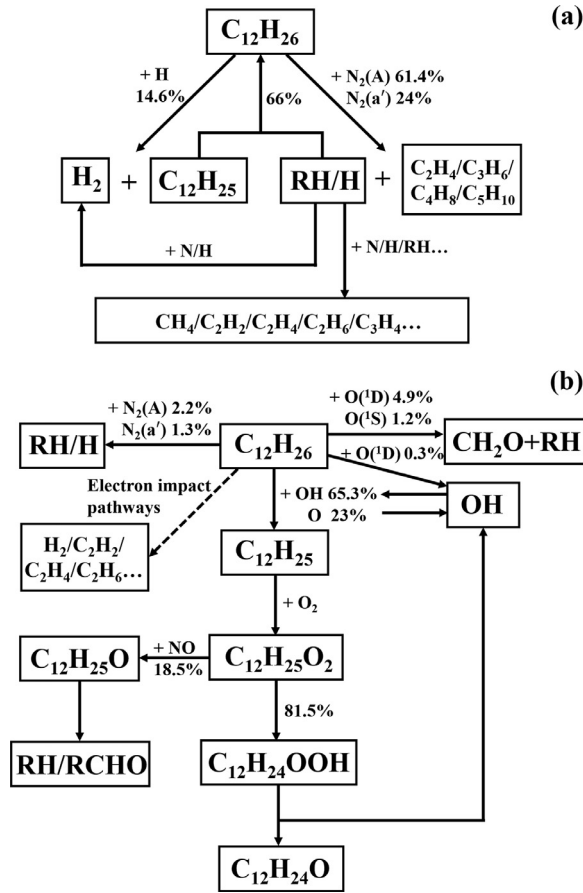 (a)
C₁₂H₂₆
+ H
14.6%
66%
+ N₂(A) 61.4%
N₂(a′) 24%
H₂ + C₁₂H₂₅ RH/H +
C₂H₄/C₃H₆/
C₄H₈/C₅H₁₀
+ N/H
+ N/H/RH…
CH₄/C₂H₂/C₂H₄/C₂H₆/C₃H₄…
(b)
+ N₂(A) 2.2%
N₂(a′) 1.3%
+ O(¹D) 4.9%
O(¹S) 1.2%
RH/H
C₁₂H₂₆
CH₂O+RH
+ O(¹D) 0.3%
Electron impact
pathways
+ OH 65.3%
O 23%
OH
H₂/C₂H₂/
C₂H₄/C₂H₆…
C₁₂H₂₅
+ O₂
C₁₂H₂₅O
+ NO
18.5%
C₁₂H₂₅O₂
81.5%
RH/RCHO
C₁₂H₂₄OOH
C₁₂H₂₄O